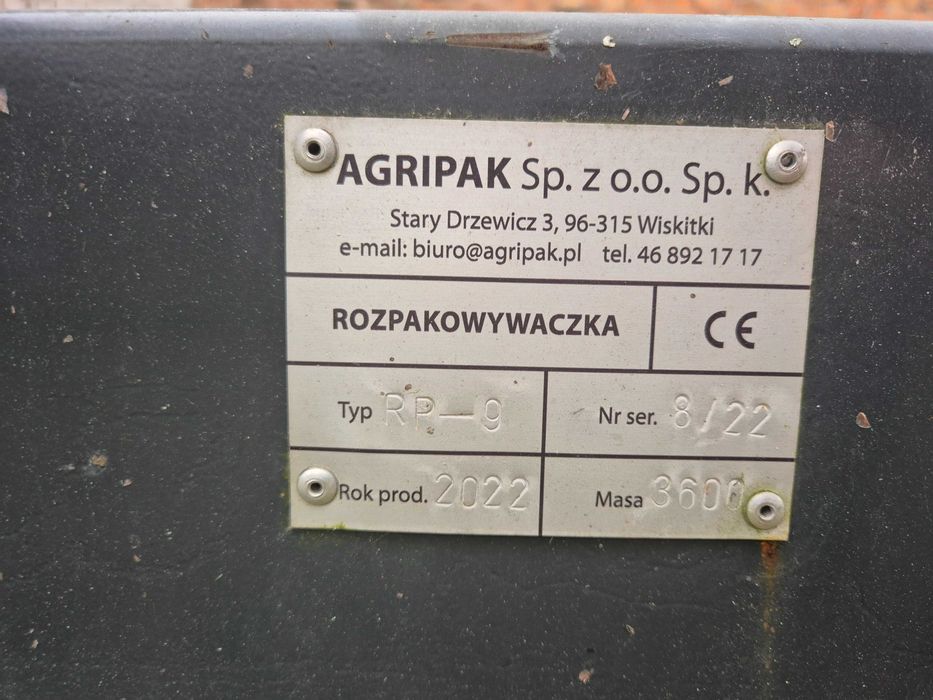 AGRIPAK Sp. z o.o. Sp. k.
Stary Drzewicz 3, 96-315 Wiskitki
e-mail: biuro@agripak.pl tel. 46 892 17 17
ROZPAKOWYWACZKA CE
Typ RP-9 Nr ser. 8/22
Rok prod. 2022 Masa 3600